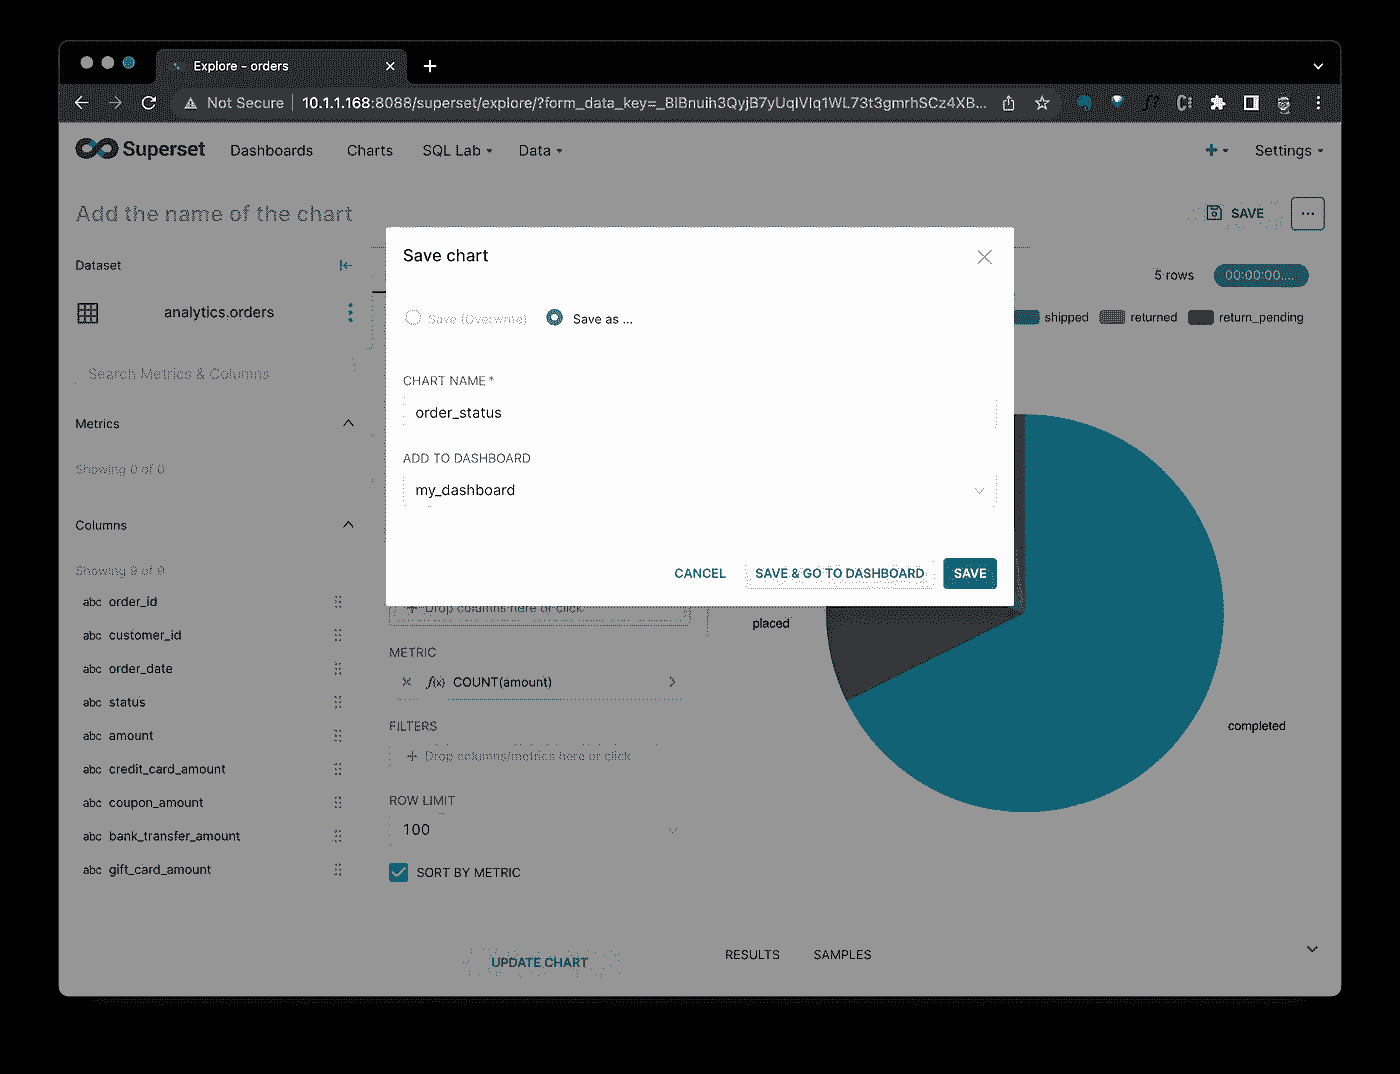 Explore - orders
Not Secure
10.1.1.168:8088/superset/explore/?form_data_key=_BIBnuih3QyjB7yUqIVIq1WL73t3gmrhSCz4XB...
Superset Dashboards Charts SQL Lab Data Settings
Add the name of the chart
SAVE
...
Save chart
Dataset
5 rows
00:00:00....
analytics.orders
Save (Overwrite)
Save as ...
shipped
returned
return_pending
Search Metrics & Columns
CHART NAME *
order_status
Metrics
ADD TO DASHBOARD
Showing 0 of 0
my_dashboard
Columns
Showing 9 of 9
CANCEL
SAVE & GO TO DASHBOARD
SAVE
abc order_id
Drop columns here or click
placed
abc customer_id
METRIC
abc order_date
f(x) COUNT(amount)
abc status
FILTERS
completed
abc amount
Drop columns/metrics here or click
abc credit_card_amount
ROW LIMIT
abc coupon_amount
100
abc bank_transfer_amount
abc gift_card_amount
SORT BY METRIC
UPDATE CHART
RESULTS
SAMPLES